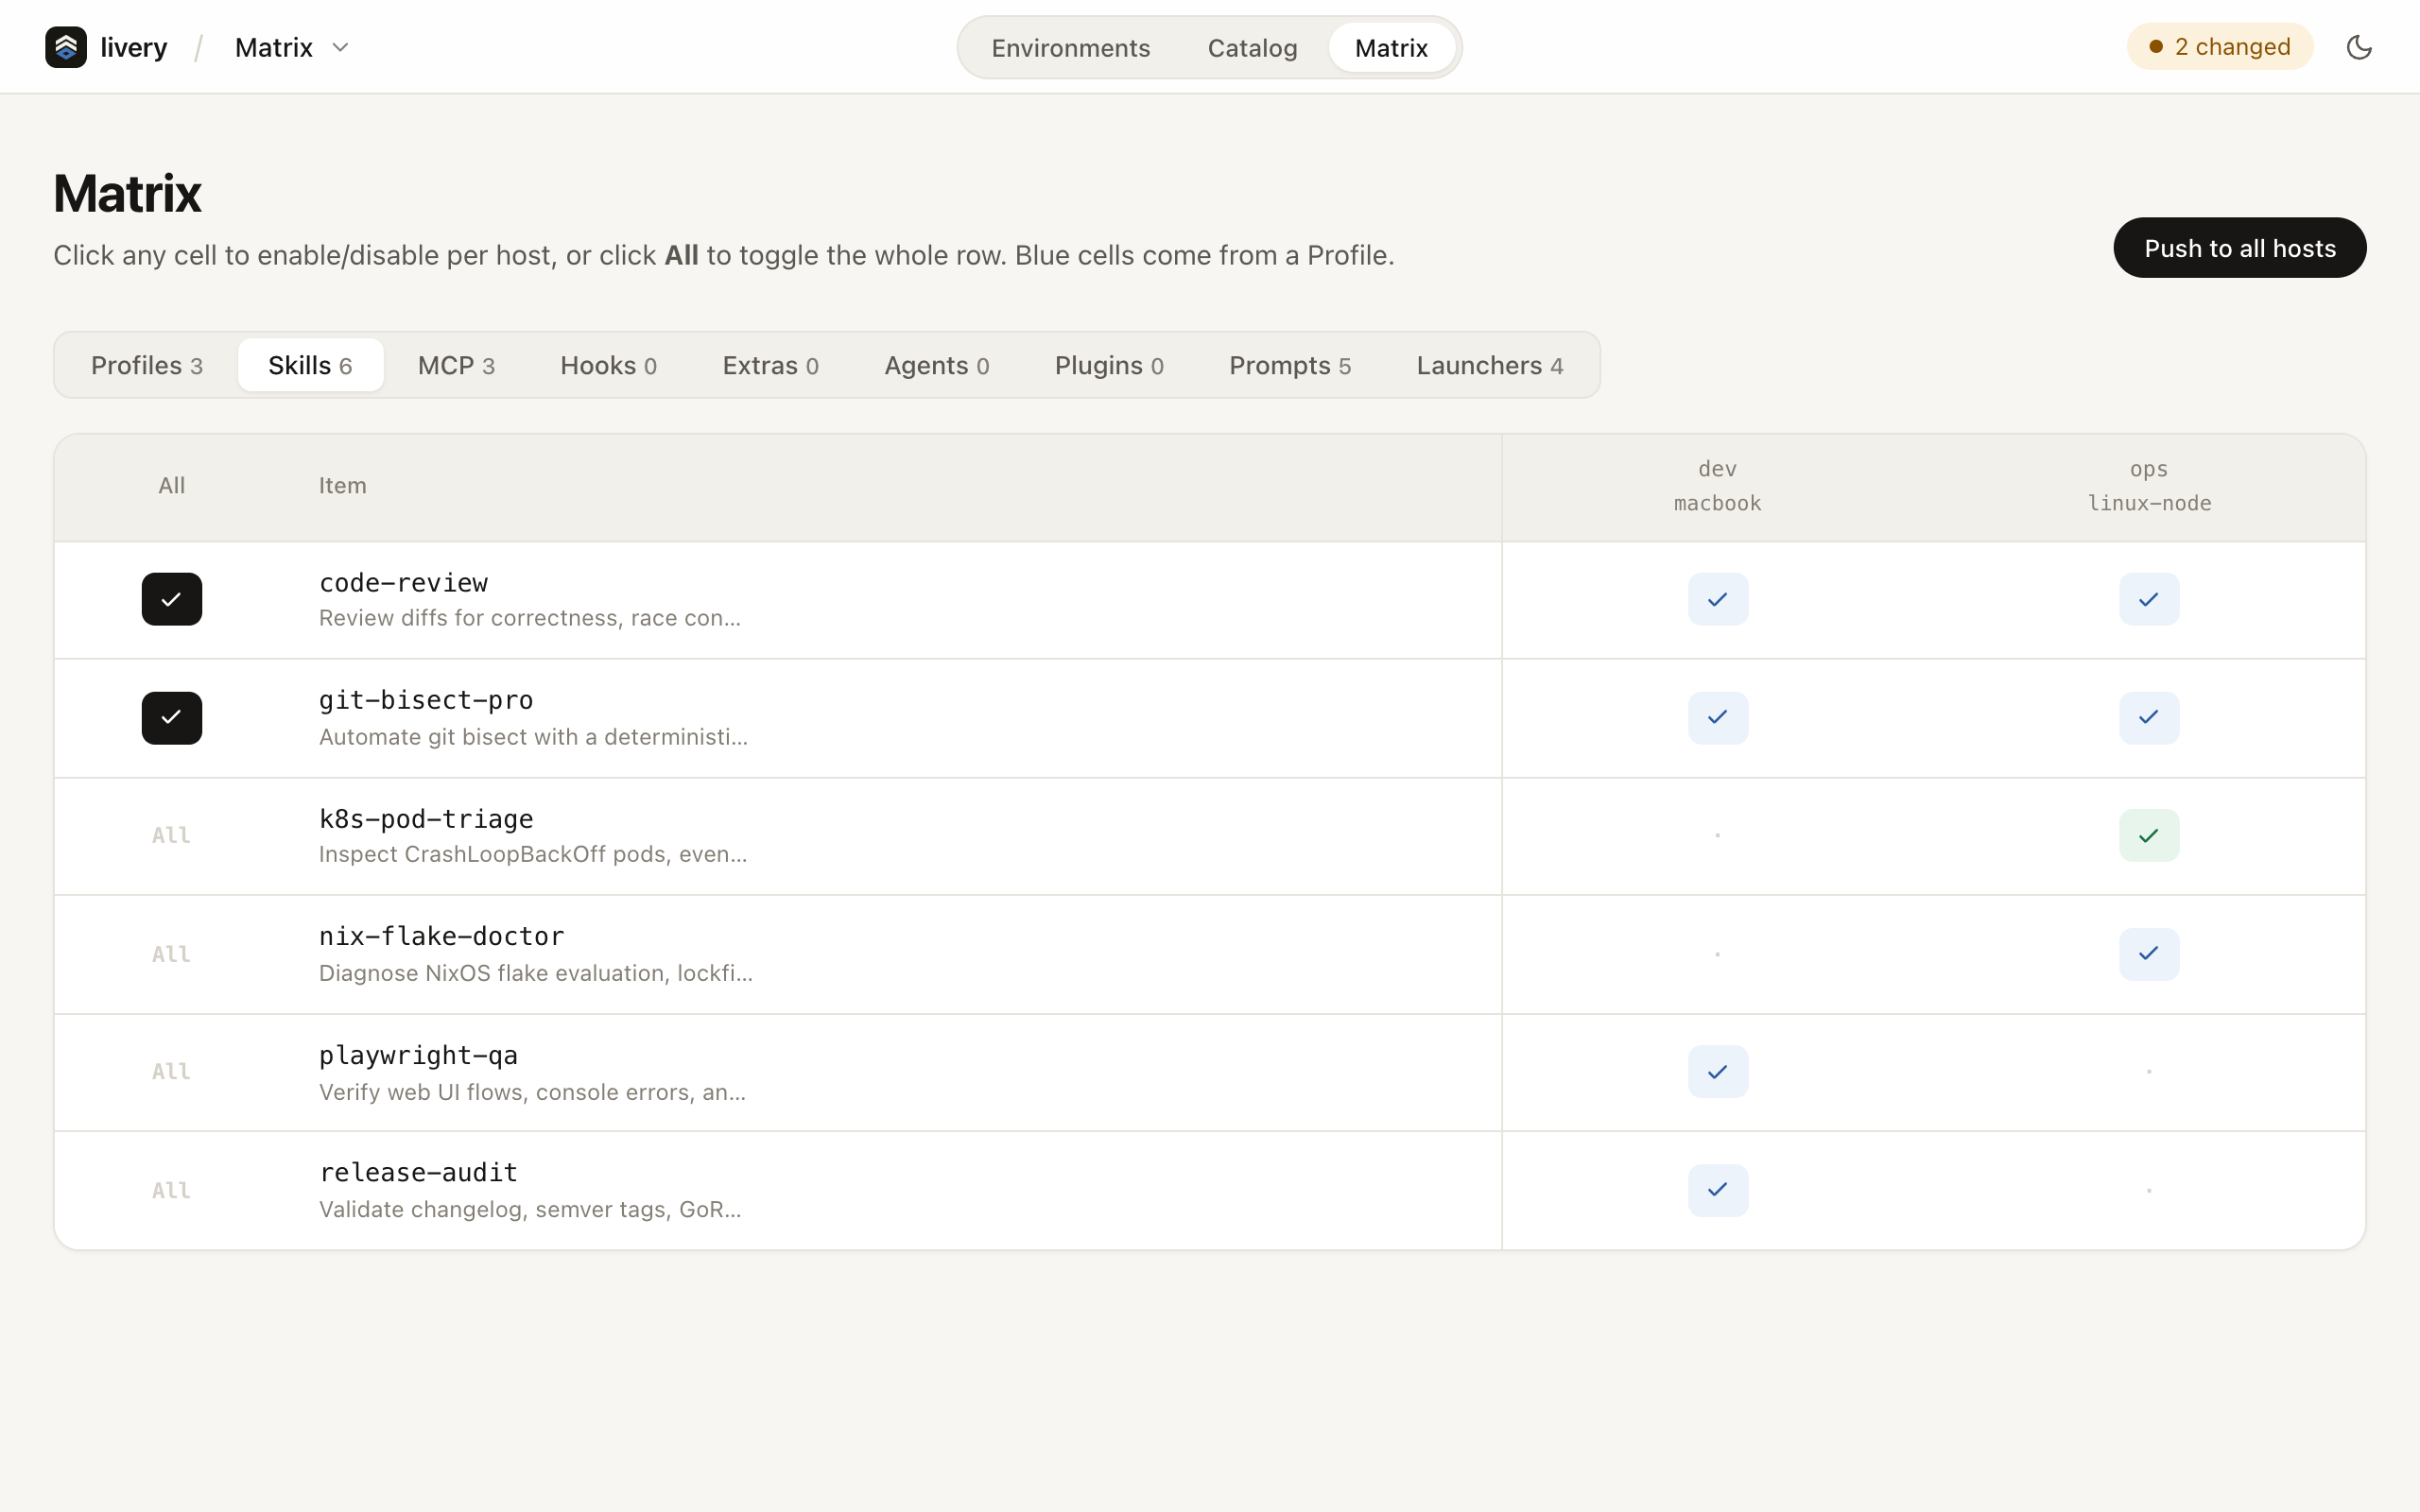 livery / Matrix
Environments Catalog Matrix
2 changed
Matrix
Click any cell to enable/disable per host, or click All to toggle the whole row. Blue cells come from a Profile.
Push to all hosts
Profiles 3 Skills 6 MCP 3 Hooks 0 Extras 0 Agents 0 Plugins 0 Prompts 5 Launchers 4
All Item
dev
macbook
ops
linux-node
code-review
Review diffs for correctness, race con...
git-bisect-pro
Automate git bisect with a deterministi...
All
k8s-pod-triage
Inspect CrashLoopBackOff pods, even...
All
nix-flake-doctor
Diagnose NixOS flake evaluation, lockfi...
All
playwright-qa
Verify web UI flows, console errors, an...
All
release-audit
Validate changelog, semver tags, GoR...